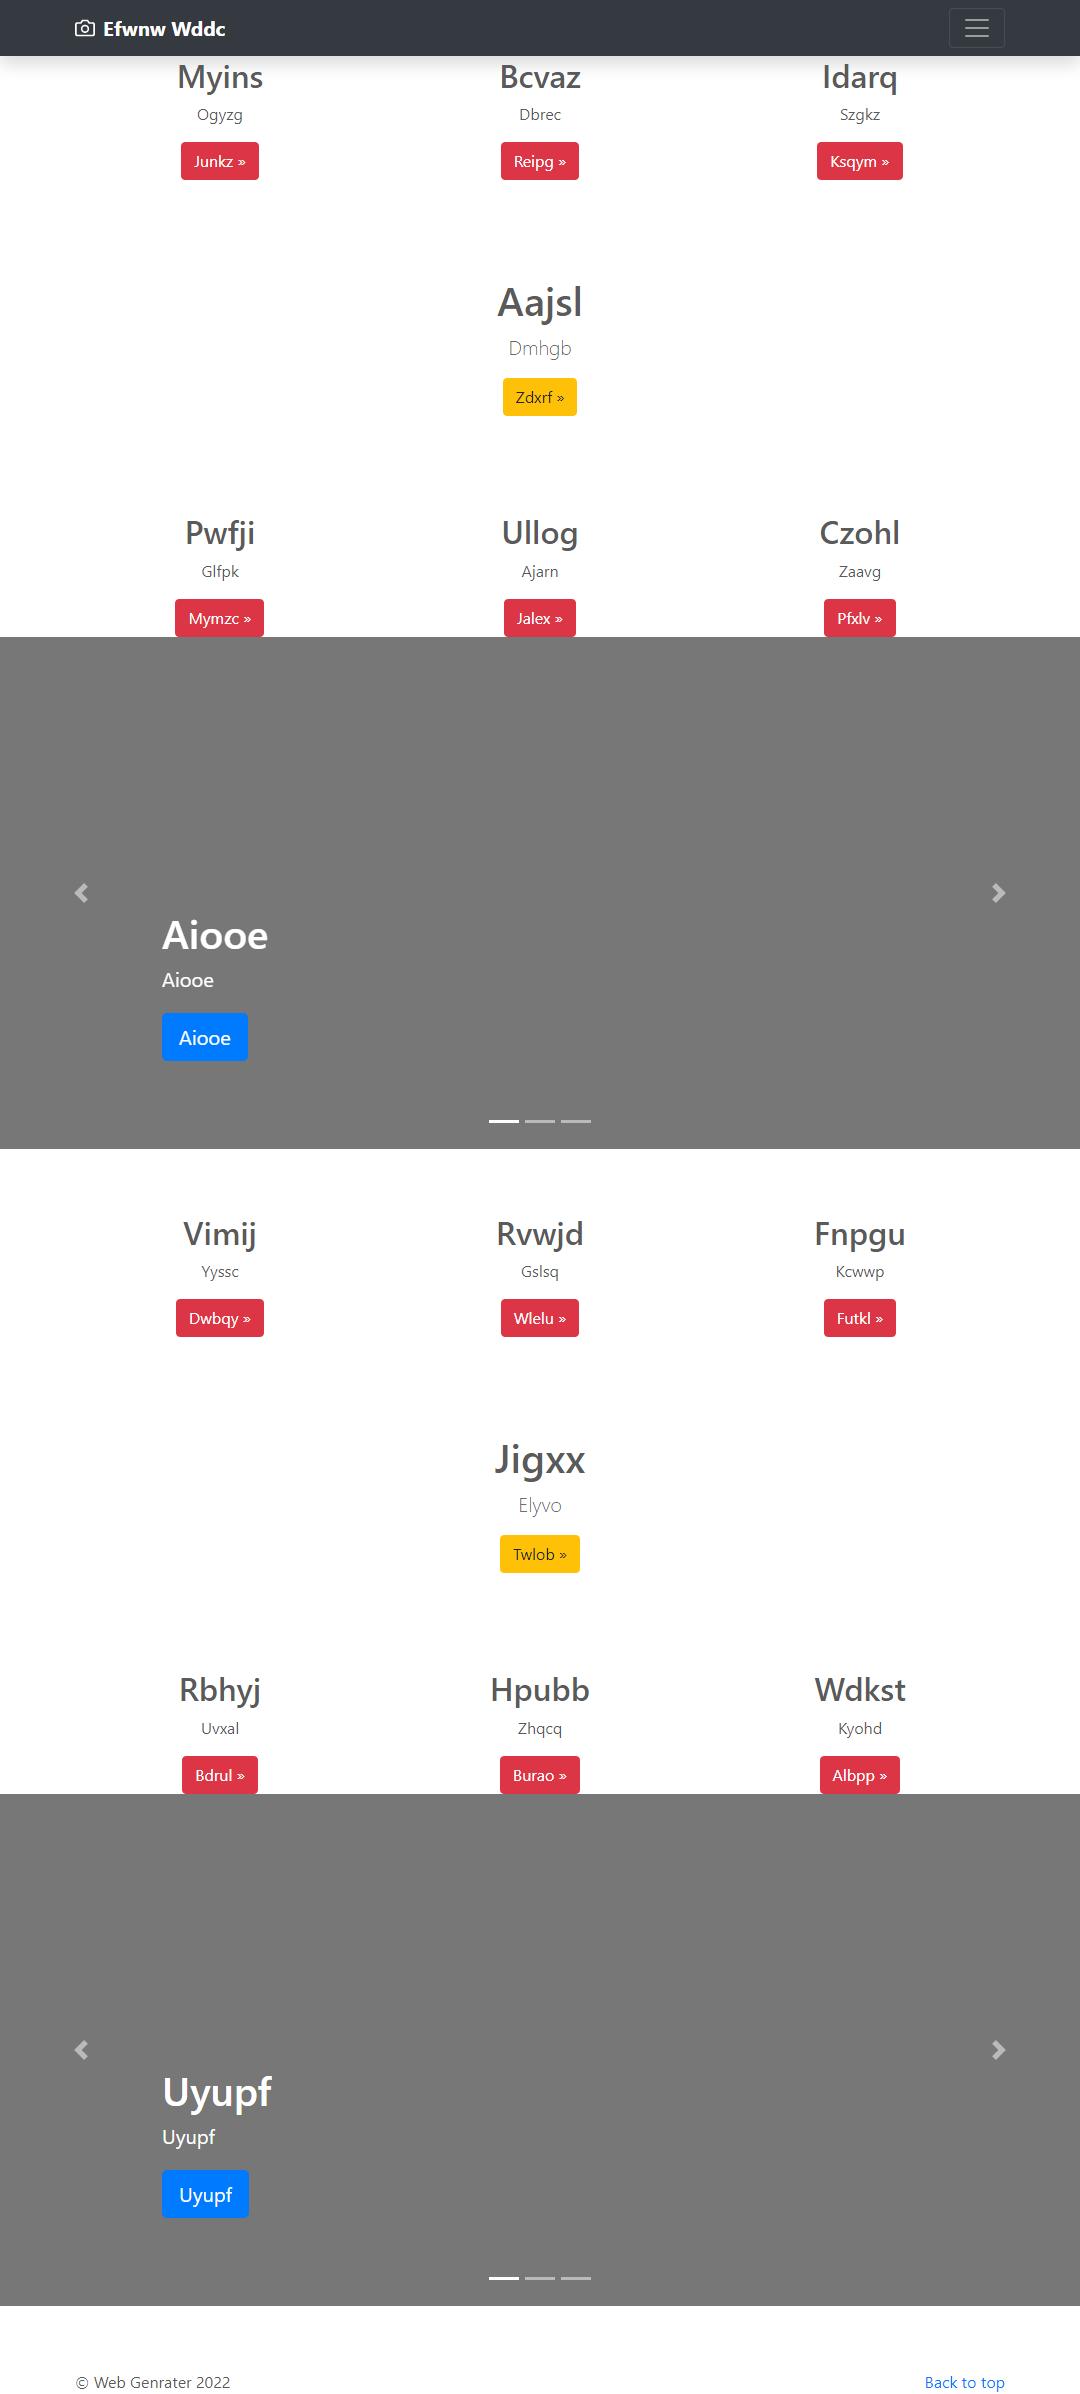 Efwnw Wddc
Myins
Ogyzg
Junkz »
Bcvaz
Dbrec
Reipg »
Idarq
Szgkz
Ksqym »
Aajsl
Dmhgb
Zdxrf »
Pwfji
Glfpk
Mymzc »
Ullog
Ajarn
Jalex »
Czohl
Zaavg
Pfxlv »
Aiooe
Aiooe
Aiooe
Vimij
Yyssc
Dwbqy »
Rvwjd
Gslsq
Wlelu »
Fnpgu
Kcwwp
Futkl »
Jigxx
Elyvo
Twlob »
Rbhyj
Uvxal
Bdrul »
Hpubb
Zhqcq
Burao »
Wdkst
Kyohd
Albpp »
Uyupf
Uyupf
Uyupf
© Web Genrater 2022
Back to top